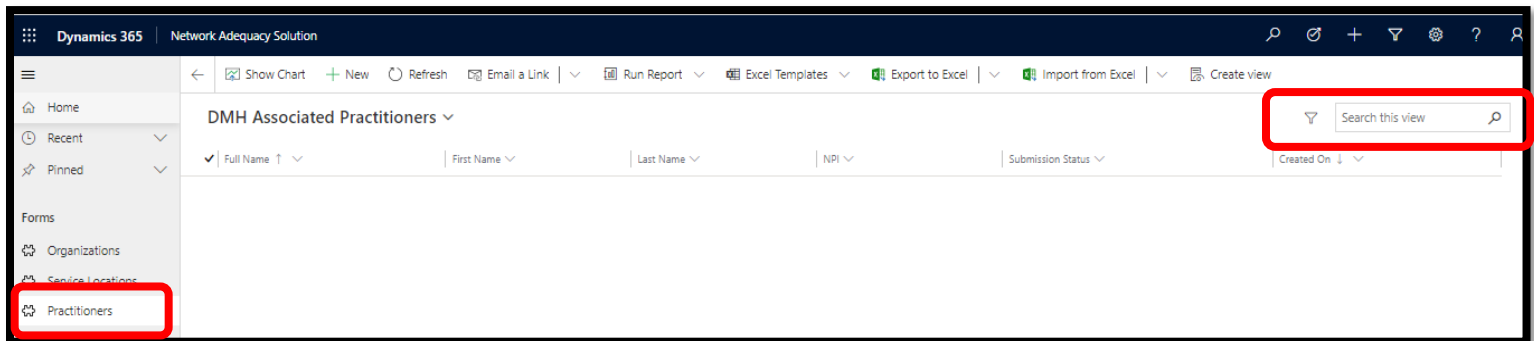 Dynamics 365 Network Adequacy Solution ?
Show Chart New Refresh Email a Link Run Report Excel Templates Export to Excel Import from Excel Create view
Home
DMH Associated Practitioners
Search this view
Recent
Full Name ↑ First Name Last Name NPI Submission Status Created On ↓
Pinned
Forms
Organizations
Service Locations
Practitioners